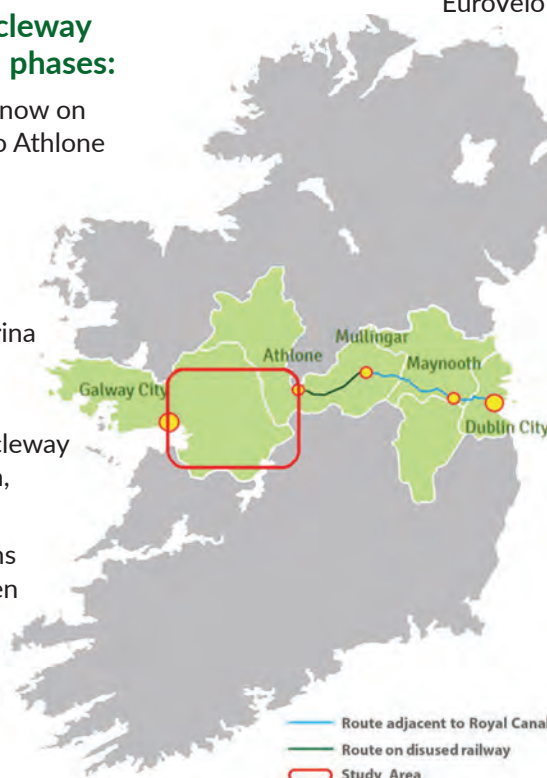 EuroVelo
cleway
phases:
now on
o Athlone
rina
cleway
,
ns
en
Mullingar
Athlone
Maynooth
Galway City
Dublin City
Route adjacent to Royal Canal
Route on disused railway
Study Area